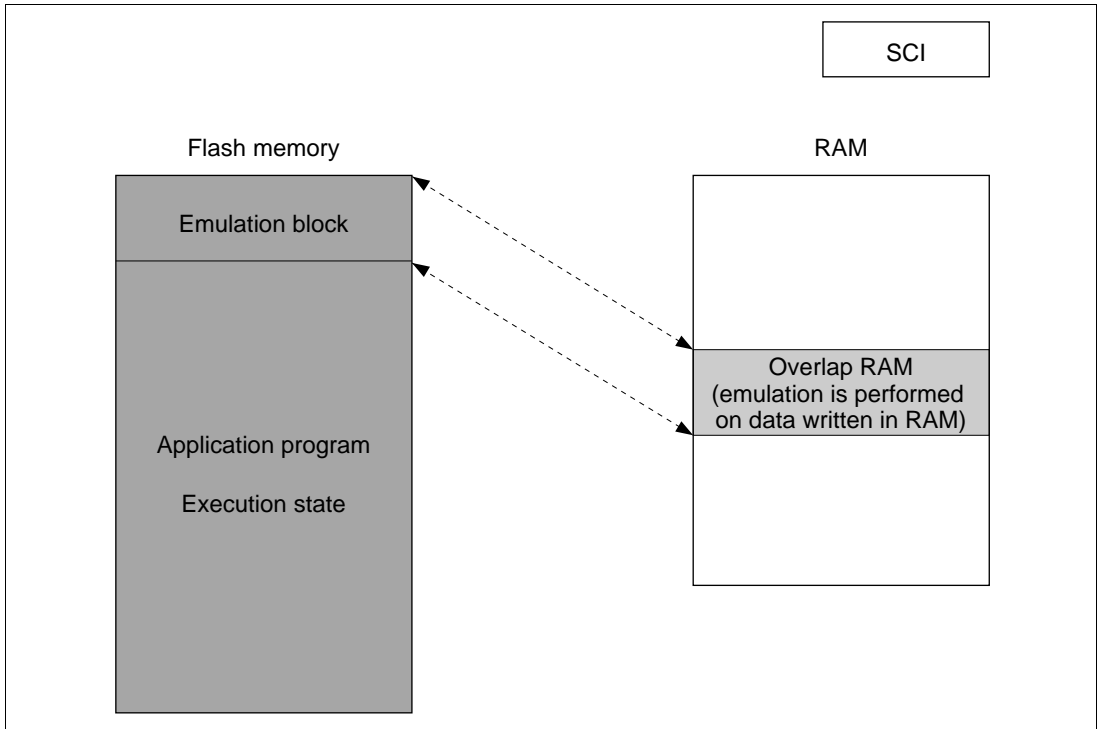 SCI
Flash memory
RAM
Emulation block
Overlap RAM
(emulation is performed
on data written in RAM)
Application program
Execution state